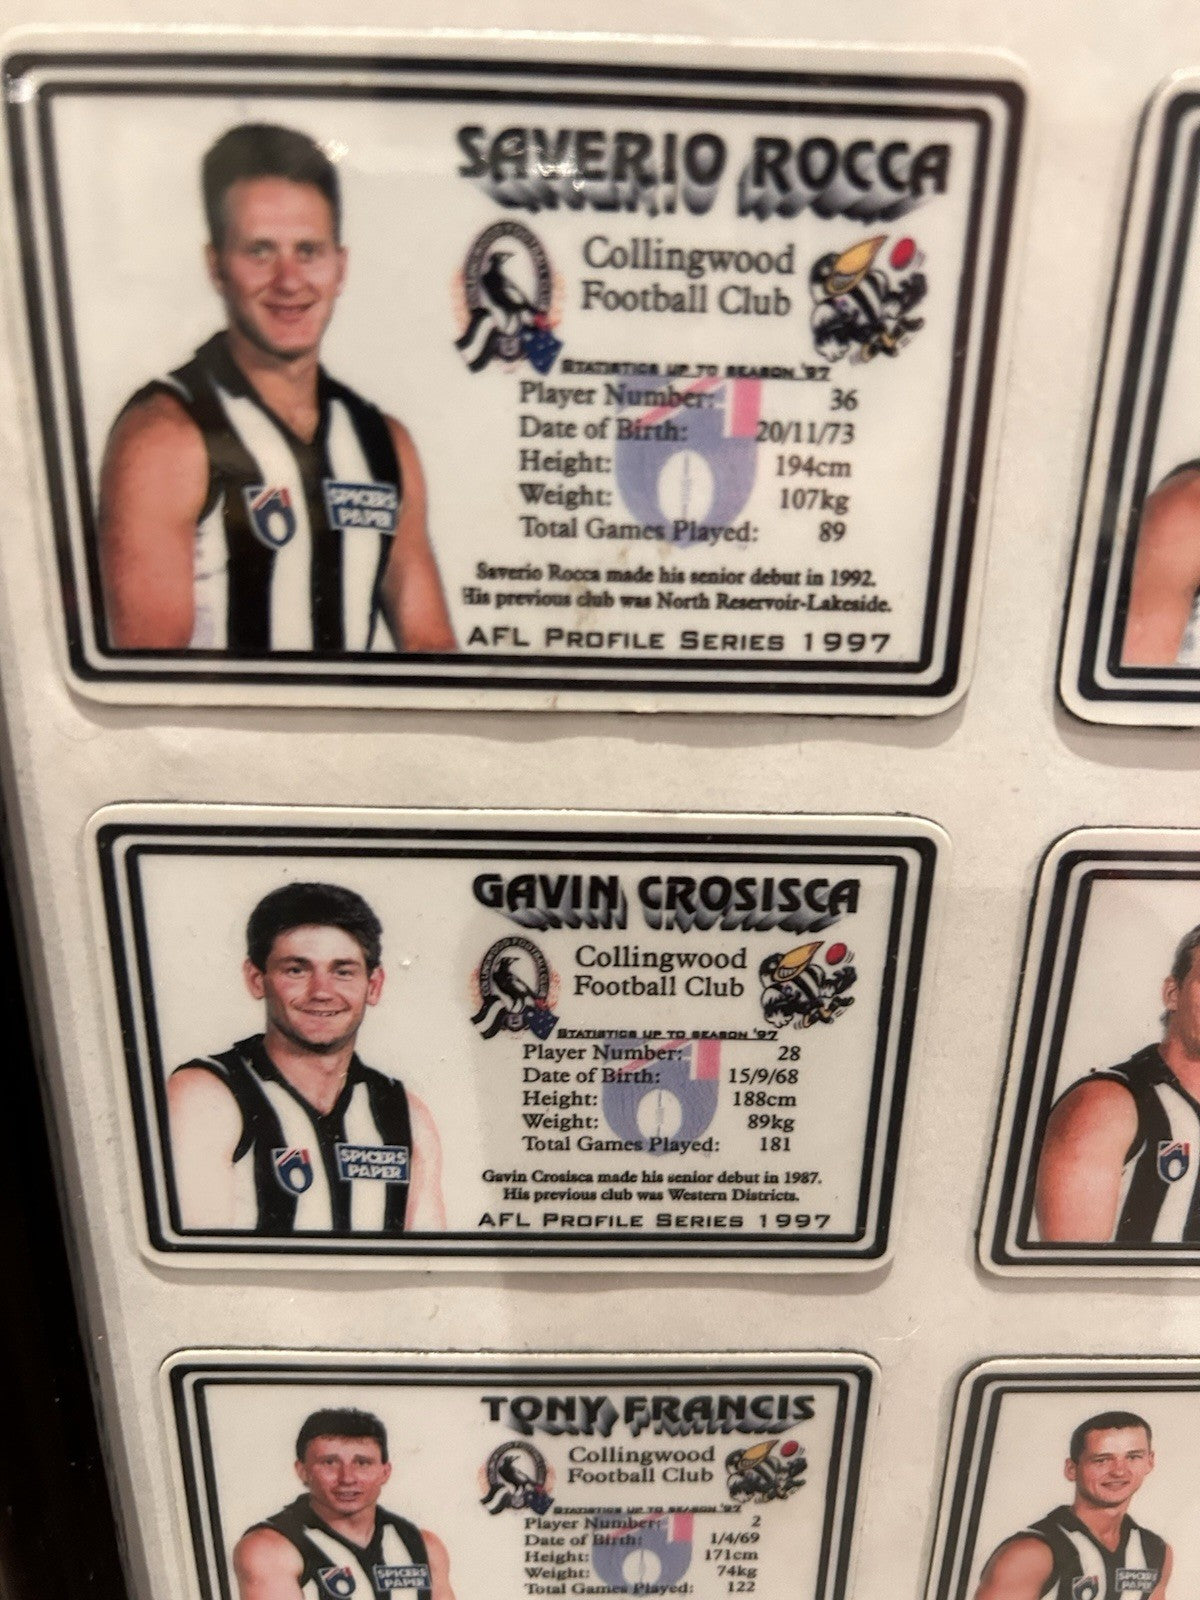 SAVERIO ROCCA
Collingwood
Football Club
STATISTICS UP TO SEASON '97
Player Number: 36
Date of Birth: 20/11/73
Height: 194cm
Weight: 107kg
Total Games Played: 89
Saverio Rocca made his senior debut in 1992.
His previous club was North Reservoir-Lakeside.
AFL PROFILE SERIES 1997
SPICERS
PAPER
GAVIN CROSISCA
Collingwood
Football Club
STATISTICS UP TO SEASON '97
Player Number: 28
Date of Birth: 15/9/68
Height: 188cm
Weight: 89kg
Total Games Played: 181
Gavin Crosisca made his senior debut in 1987.
His previous club was Western Districts.
AFL PROFILE SERIES 1997
SPICERS
PAPER
TONY FRANCIS
Collingwood
Football Club
STATISTICS UP TO SEASON '97
Player Number: 2
Date of Birth: 1/4/69
Height: 171cm
Weight: 74kg
Total Games Played: 122
SPICERS
PAPER
SPICERS
PAPER